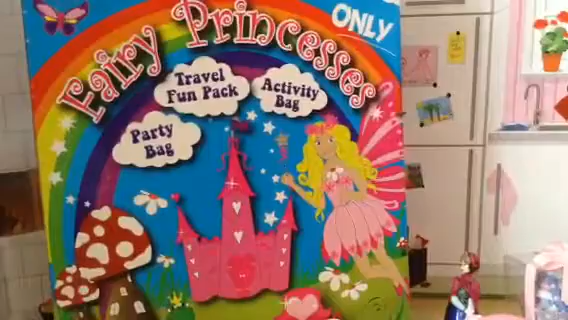 ONLY
Fairy Princesses
Travel
Fun Pack
Activity
Bag
Party
Bag